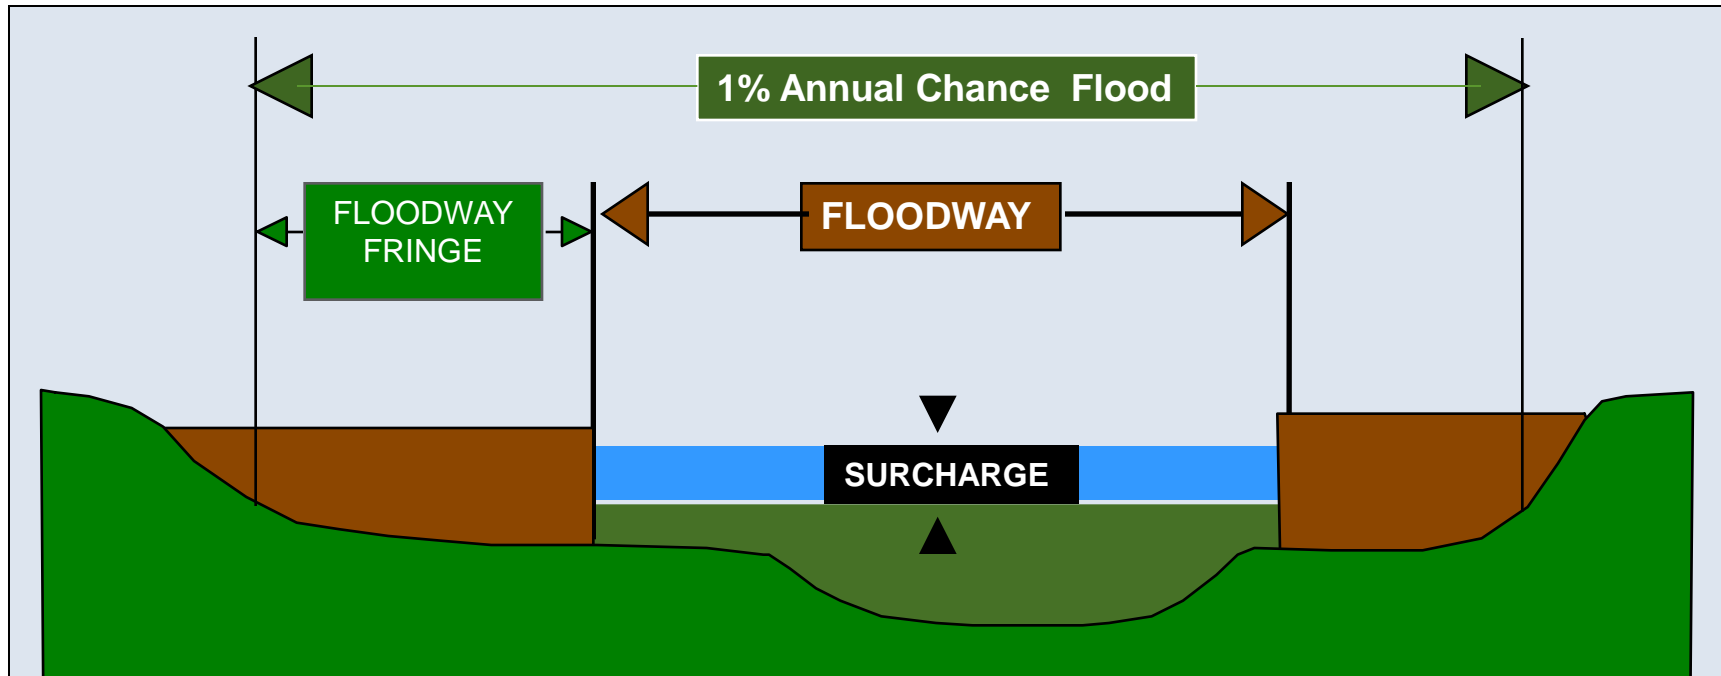 1% Annual Chance  Flood
FLOODWAY
FRINGE
FLOODWAY
SURCHARGE